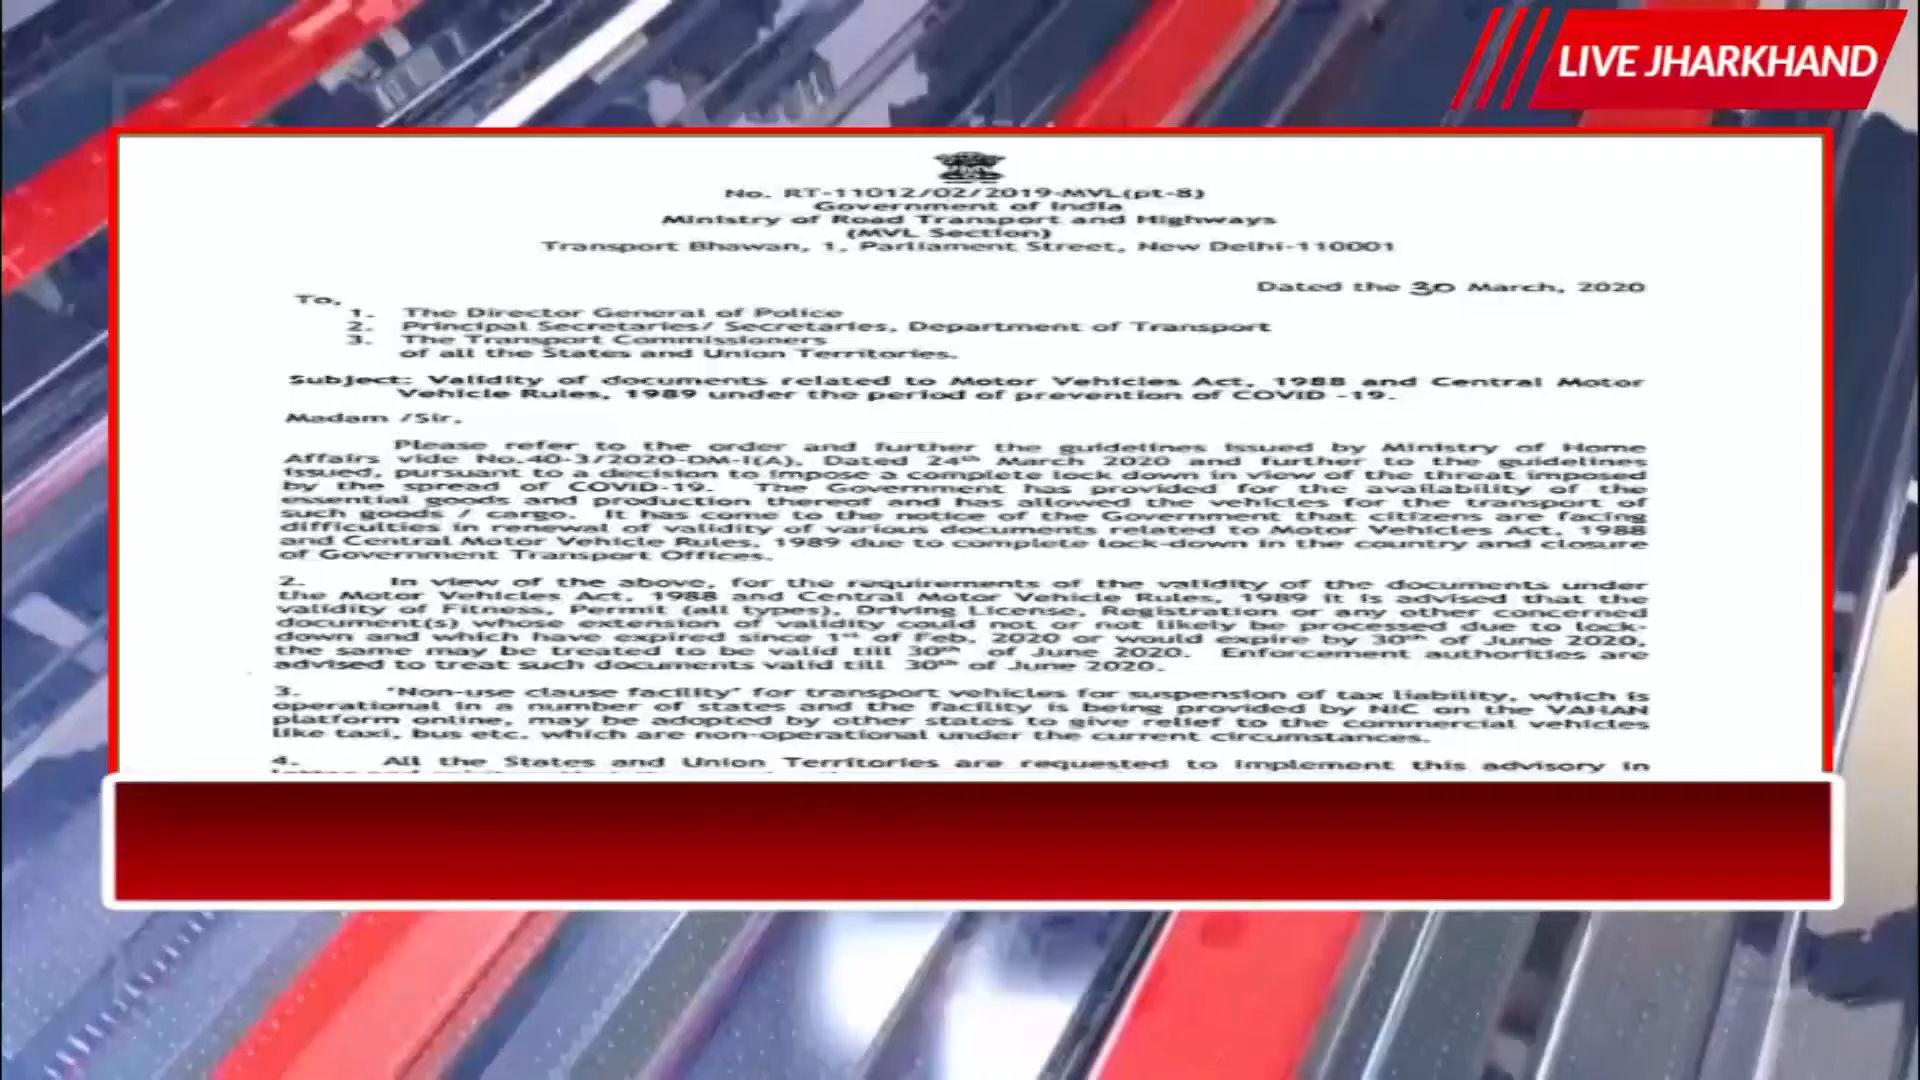 LIVE JHARKHAND
No. RT-11012/02/2019-MVL(pt-8)
Government of India
Ministry of Road Transport and Highways
(MVL Section)
Transport Bhawan, 1, Parliament Street, New Delhi-110001
Dated the 30 March, 2020
To,
1. The Director General of Police
2. Principal Secretaries/ Secretaries, Department of Transport
3. The Transport Commissioners
of all the States and Union Territories.
Subject: Validity of documents related to Motor Vehicles Act, 1988 and Central Motor
Vehicle Rules, 1989 under the period of prevention of COVID -19.
Madam /Sir,
Please refer to the order and further the guidelines issued by Ministry of Home
Affairs vide No.40-3/2020-DM-I(A), Dated 24th March 2020 and further to the guidelines
issued, pursuant to a decision to impose a complete lock down in view of the threat imposed
by the spread of COVID-19. The Government has provided for the availability of the
essential goods and production thereof and has allowed the vehicles for the transport of
such goods / cargo. It has come to the notice of the Government that citizens are facing
difficulties in renewal of validity of various documents related to Motor Vehicles Act, 1988
and Central Motor Vehicle Rules, 1989 due to complete lock-down in the country and closure
of Government Transport Offices.
2. In view of the above, for the requirements of the validity of the documents under
the Motor Vehicles Act, 1988 and Central Motor Vehicle Rules, 1989 it is advised that the
validity of Fitness, Permit (all types), Driving License, Registration or any other concerned
document(s) whose extension of validity could not or not likely be processed due to lock-
down and which have expired since 1st of Feb, 2020 or would expire by 30th of June 2020,
the same may be treated to be valid till 30th of June 2020. Enforcement authorities are
advised to treat such documents valid till 30th of June 2020.
3. 'Non-use clause facility' for transport vehicles for suspension of tax liability, which is
operational in a number of states and the facility is being provided by NIC on the VAHAN
platform online, may be adopted by other states to give relief to the commercial vehicles
like taxi, bus etc. which are non-operational under the current circumstances.
4. All the States and Union Territories are requested to implement this advisory in